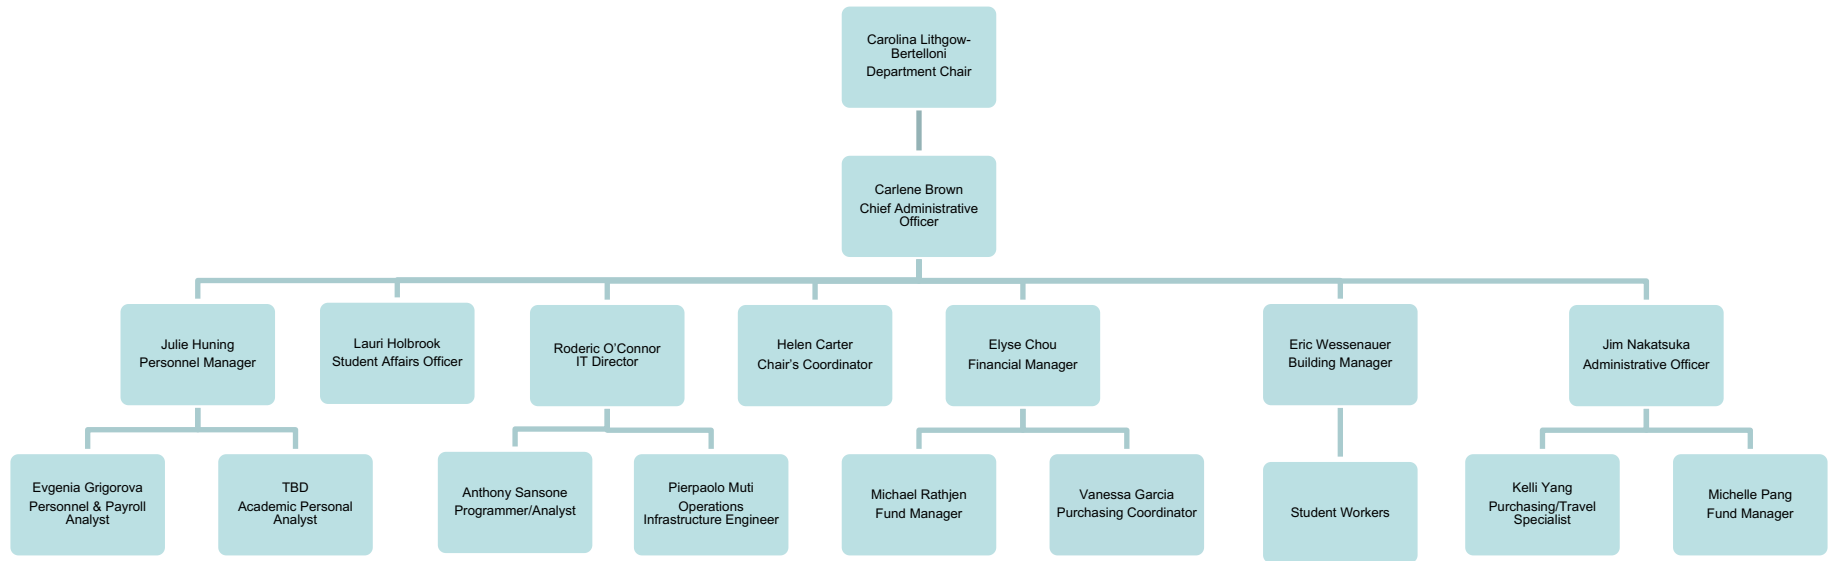 Carolina Lithgow-
Bertelloni
Department Chair
Carlene Brown
Chief Administrative
Officer
Julie Huning
Personnel Manager
Lauri Holbrook
Student Affairs Officer
Roderic O’Connor
IT Director
Helen Carter
Chair’s Coordinator
Elyse Chou
Financial Manager
Eric Wessenauer
Building Manager
Jim Nakatsuka
Administrative Officer
Evgenia Grigorova
Personnel & Payroll
Analyst
TBD
Academic Personal
Analyst
Anthony Sansone
Programmer/Analyst
Pierpaolo Muti
Operations
Infrastructure Engineer
Michael Rathjen
Fund Manager
Vanessa Garcia
Purchasing Coordinator
Student Workers
Kelli Yang
Purchasing/Travel
Specialist
Michelle Pang
Fund Manager